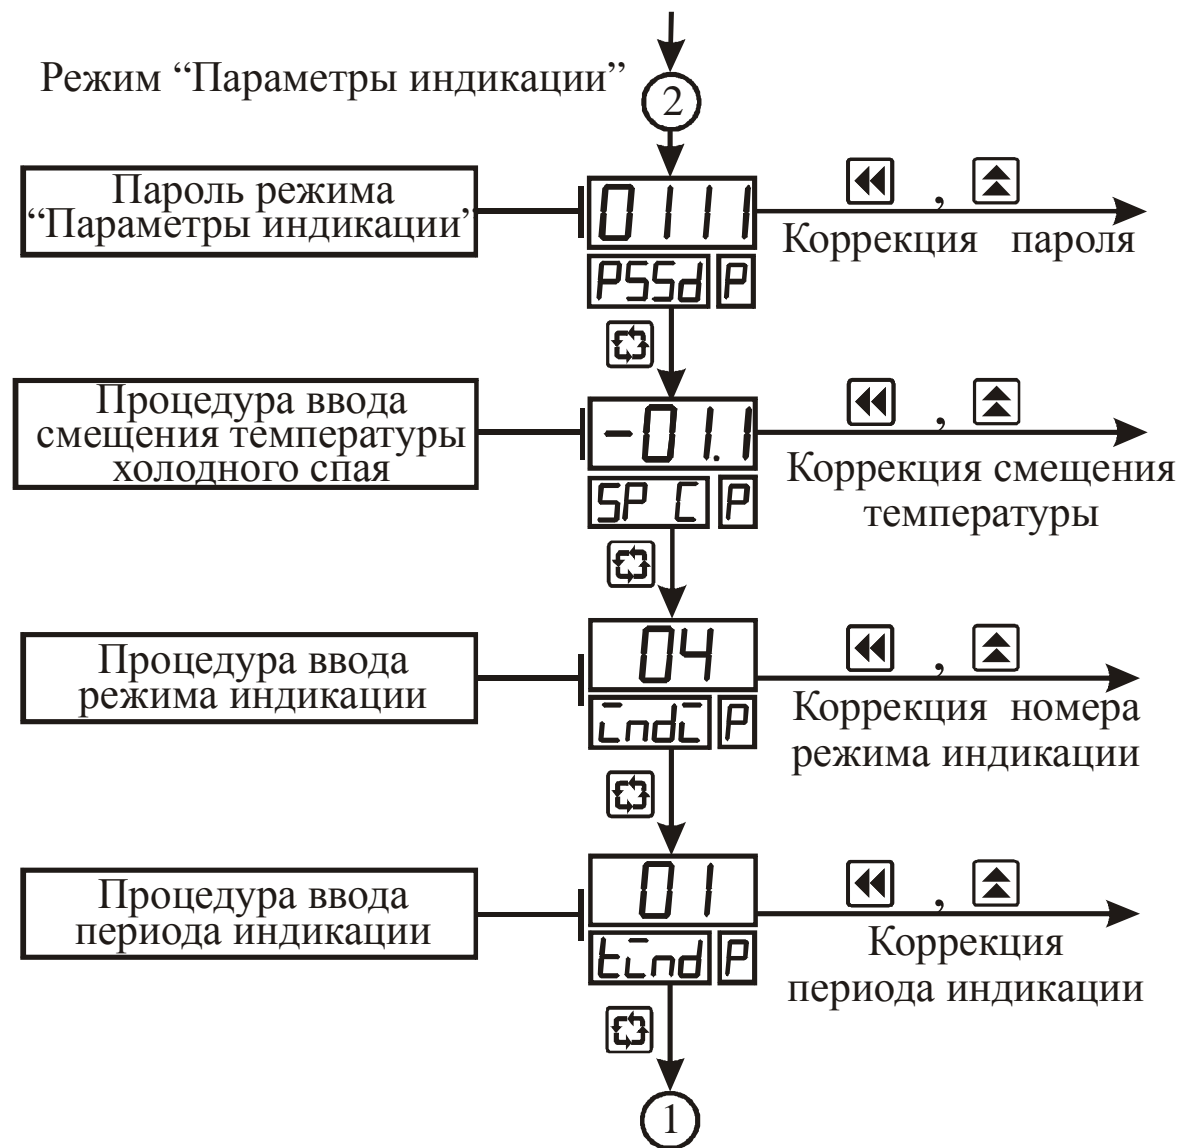 Режим “Параметры индикации”
2
Пароль режима
“Параметры индикации”
0111
,
Коррекция пароля
PSSd P
Процедура ввода
смещения температуры
холодного спая
-01.1
,
Коррекция смещения
температуры
SP C P
Процедура ввода
режима индикации
04
,
Коррекция номера
режима индикации
indi P
Процедура ввода
периода индикации
01
,
Коррекция
периода индикации
tind P
1